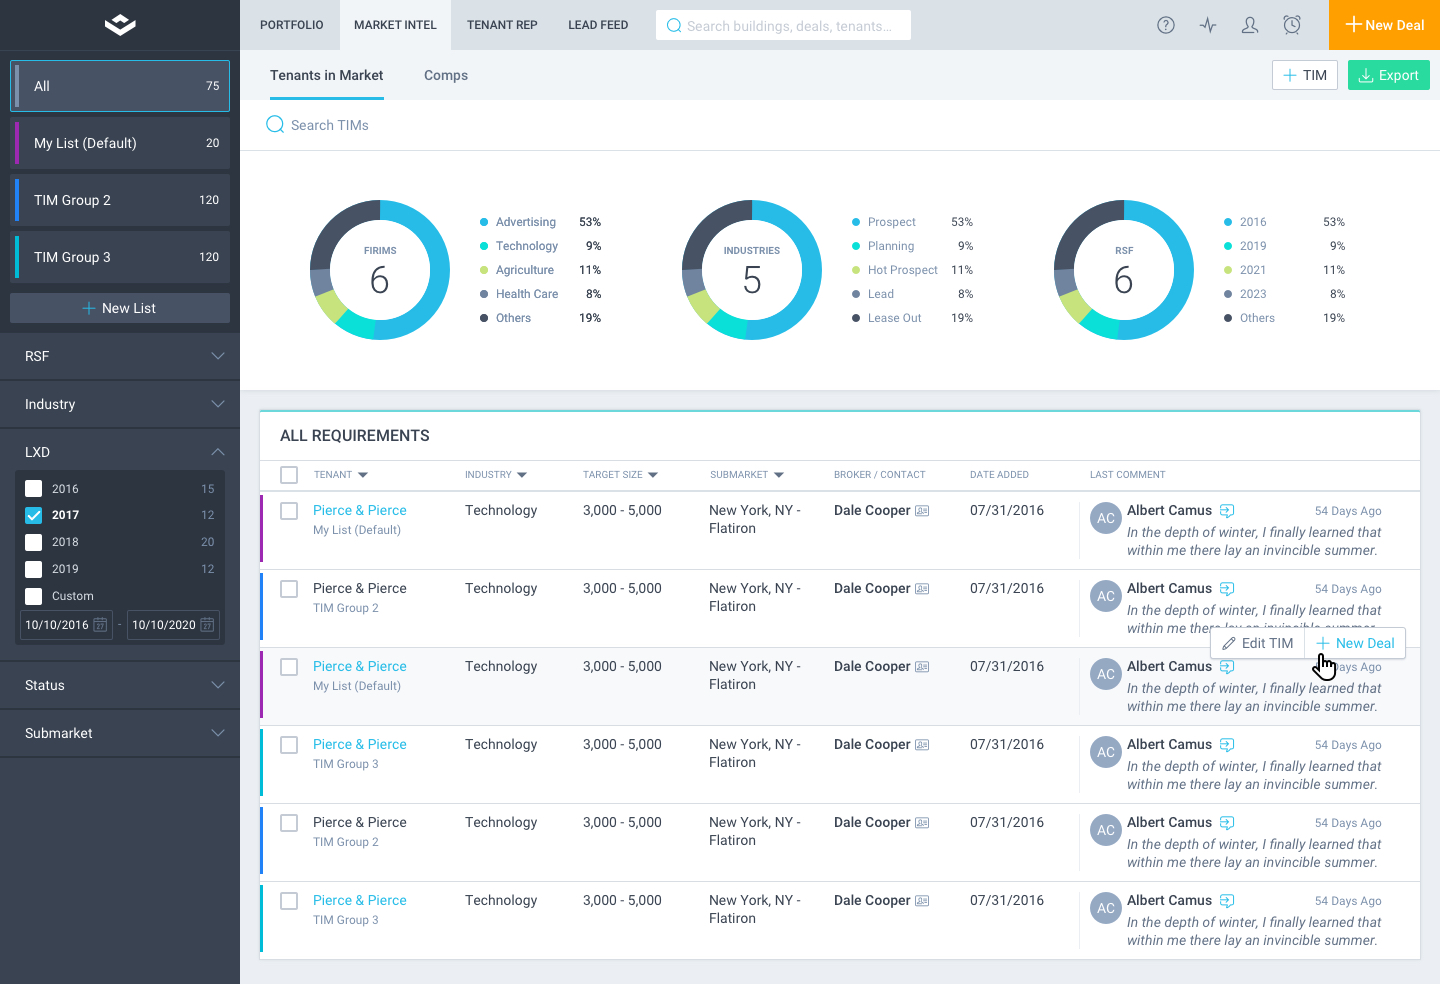 PORTFOLIO MARKET INTEL TENANT REP LEAD FEED Search buildings, deals, tenants... New Deal
All 75
My List (Default) 20
TIM Group 2 120
TIM Group 3 120
New List
RSF
Industry
LXD
2016 15
2017 12
2018 20
2019 12
Custom
10/10/2016 27 - 10/10/2020 27
Status
Submarket
Tenants in Market Comps TIM Export
Search TIMs
FIRIMS
6
Advertising 53%
Technology 9%
Agriculture 11%
Health Care 8%
Others 19%
INDUSTRIES
5
Prospect 53%
Planning 9%
Hot Prospect 11%
Lead 8%
Lease Out 19%
RSF
6
2016 53%
2019 9%
2021 11%
2023 8%
Others 19%
ALL REQUIREMENTS
TENANT INDUSTRY TARGET SIZE SUBMARKET BROKER / CONTACT DATE ADDED LAST COMMENT
Pierce & Pierce Technology 3,000 - 5,000 New York, NY - Dale Cooper 07/31/2016 AC Albert Camus 54 Days Ago
My List (Default) Flatiron In the depth of winter, I finally learned that
within me there lay an invincible summer.
Pierce & Pierce Technology 3,000 - 5,000 New York, NY - Dale Cooper 07/31/2016 AC Albert Camus 54 Days Ago
TIM Group 2 Flatiron In the depth of winter, I finally learned that
within me there lay an invincible summer.
Edit TIM New Deal
Pierce & Pierce Technology 3,000 - 5,000 New York, NY - Dale Cooper 07/31/2016 AC Albert Camus Days Ago
My List (Default) Flatiron In the depth of winter, I finally learned that
within me there lay an invincible summer.
Pierce & Pierce Technology 3,000 - 5,000 New York, NY - Dale Cooper 07/31/2016 AC Albert Camus 54 Days Ago
TIM Group 3 Flatiron In the depth of winter, I finally learned that
within me there lay an invincible summer.
Pierce & Pierce Technology 3,000 - 5,000 New York, NY - Dale Cooper 07/31/2016 AC Albert Camus 54 Days Ago
TIM Group 2 Flatiron In the depth of winter, I finally learned that
within me there lay an invincible summer.
Pierce & Pierce Technology 3,000 - 5,000 New York, NY - Dale Cooper 07/31/2016 AC Albert Camus 54 Days Ago
TIM Group 3 Flatiron In the depth of winter, I finally learned that
within me there lay an invincible summer.